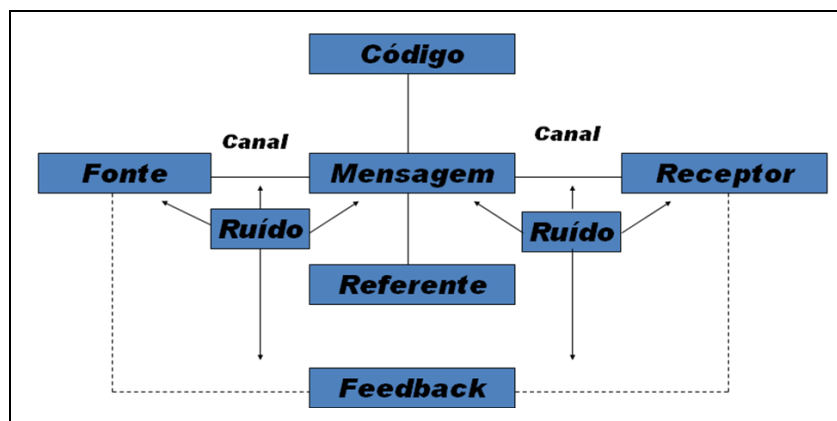 Código
Canal
Canal
Fonte
Mensagem
Receptor
Ruído
Ruído
Referente
Feedback